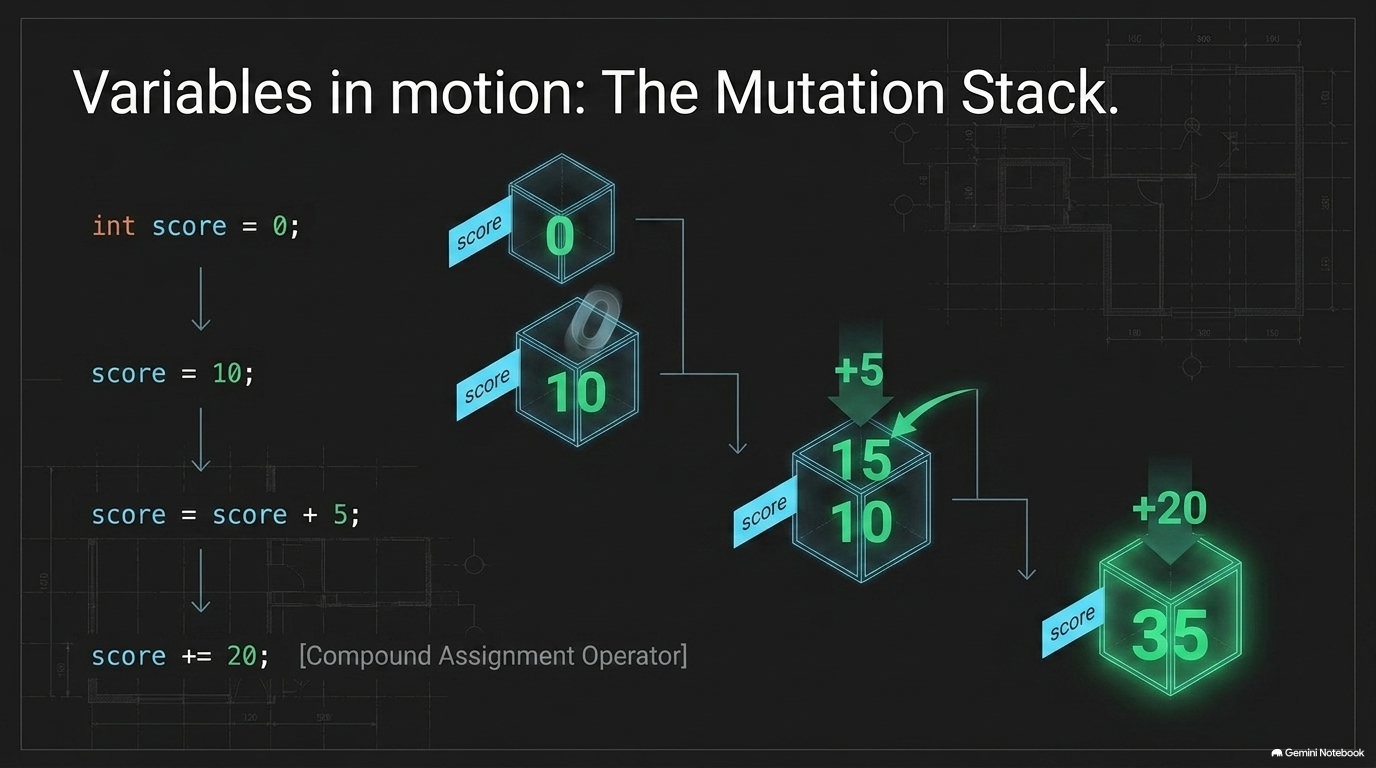 Variables in motion: The Mutation Stack.
int score = 0;
score
0
score = 10;
0
score
10
+5
score = score + 5;
15
score
10
+20
score += 20; [Compound Assignment Operator]
score
35
Gemini Notebook